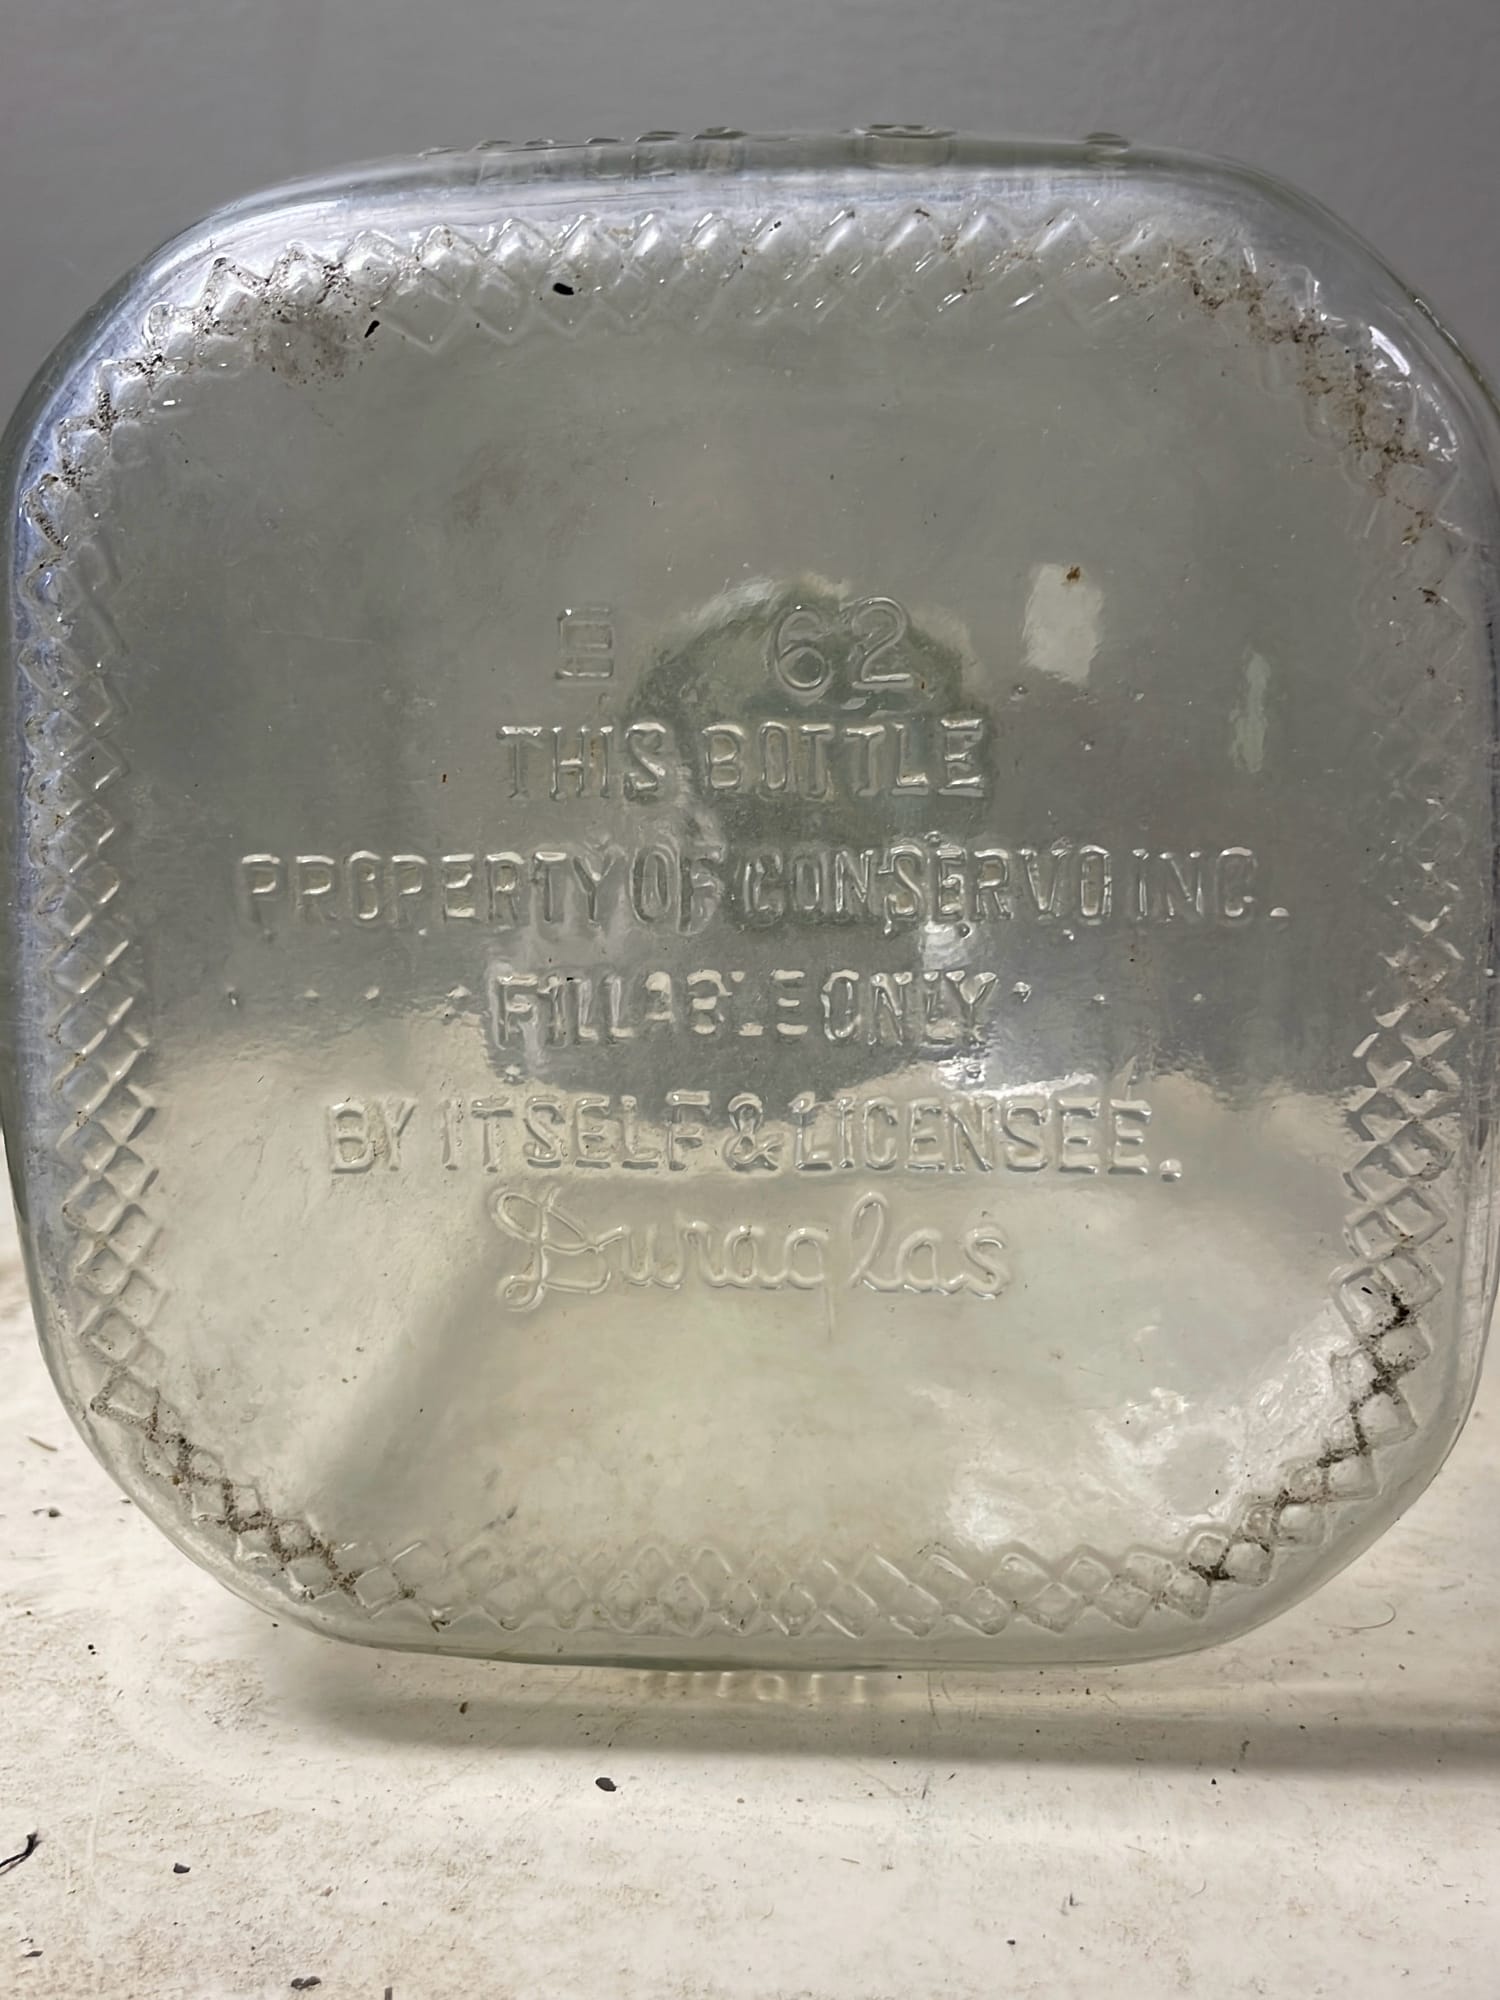 62
THIS BOTTLE
PROPERTY OF CONSERVO INC.
FILLABLE ONLY
BY ITSELF & LICENSEE.
Duraglas